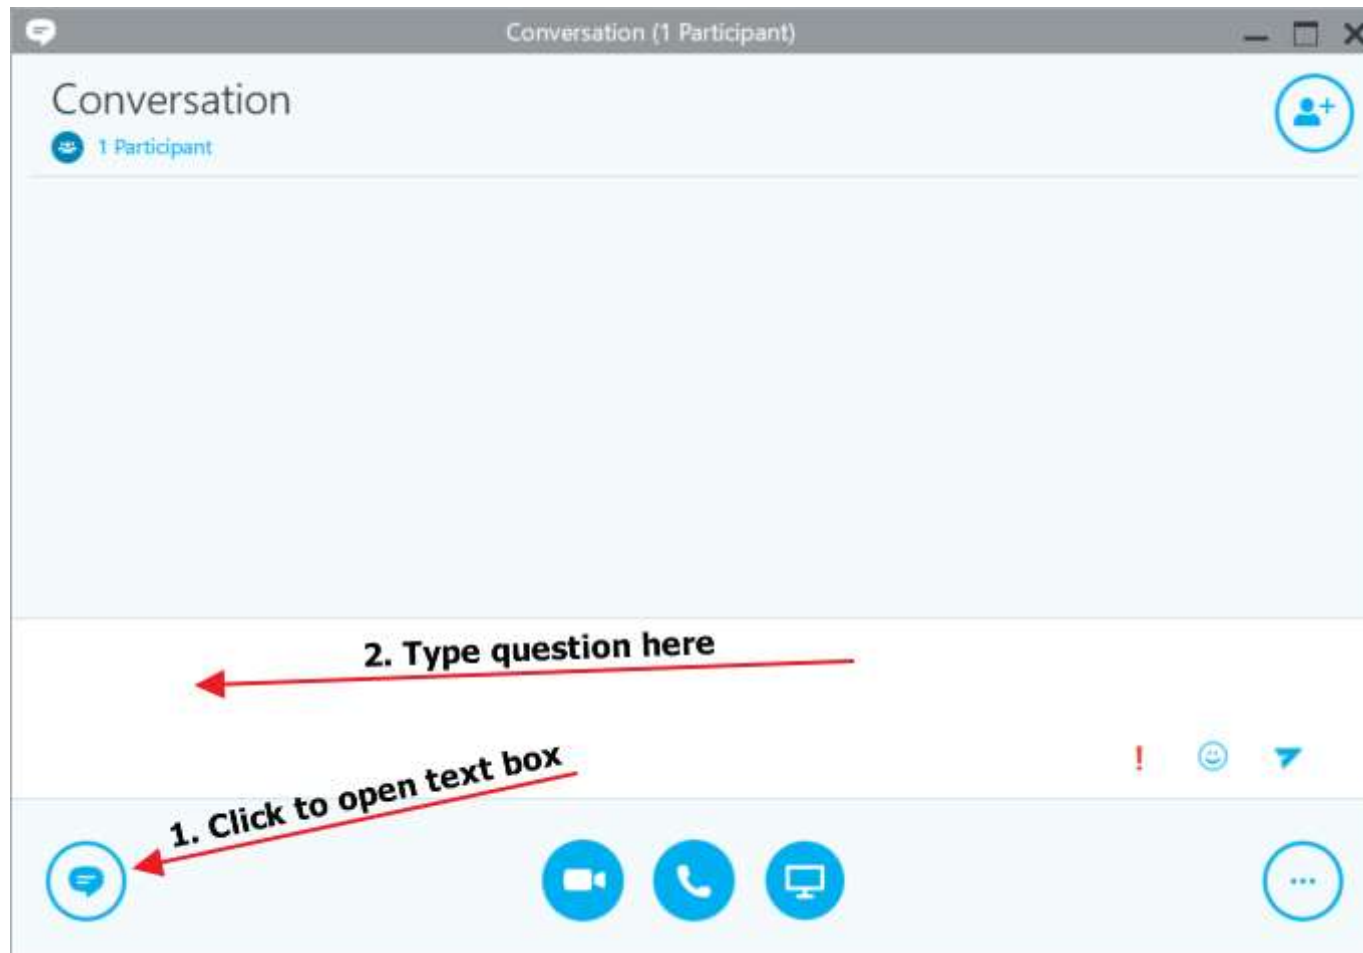 Conversation (1 Participant)
Conversation
1 Participant
2. Type question here
!
1. Click to open text box